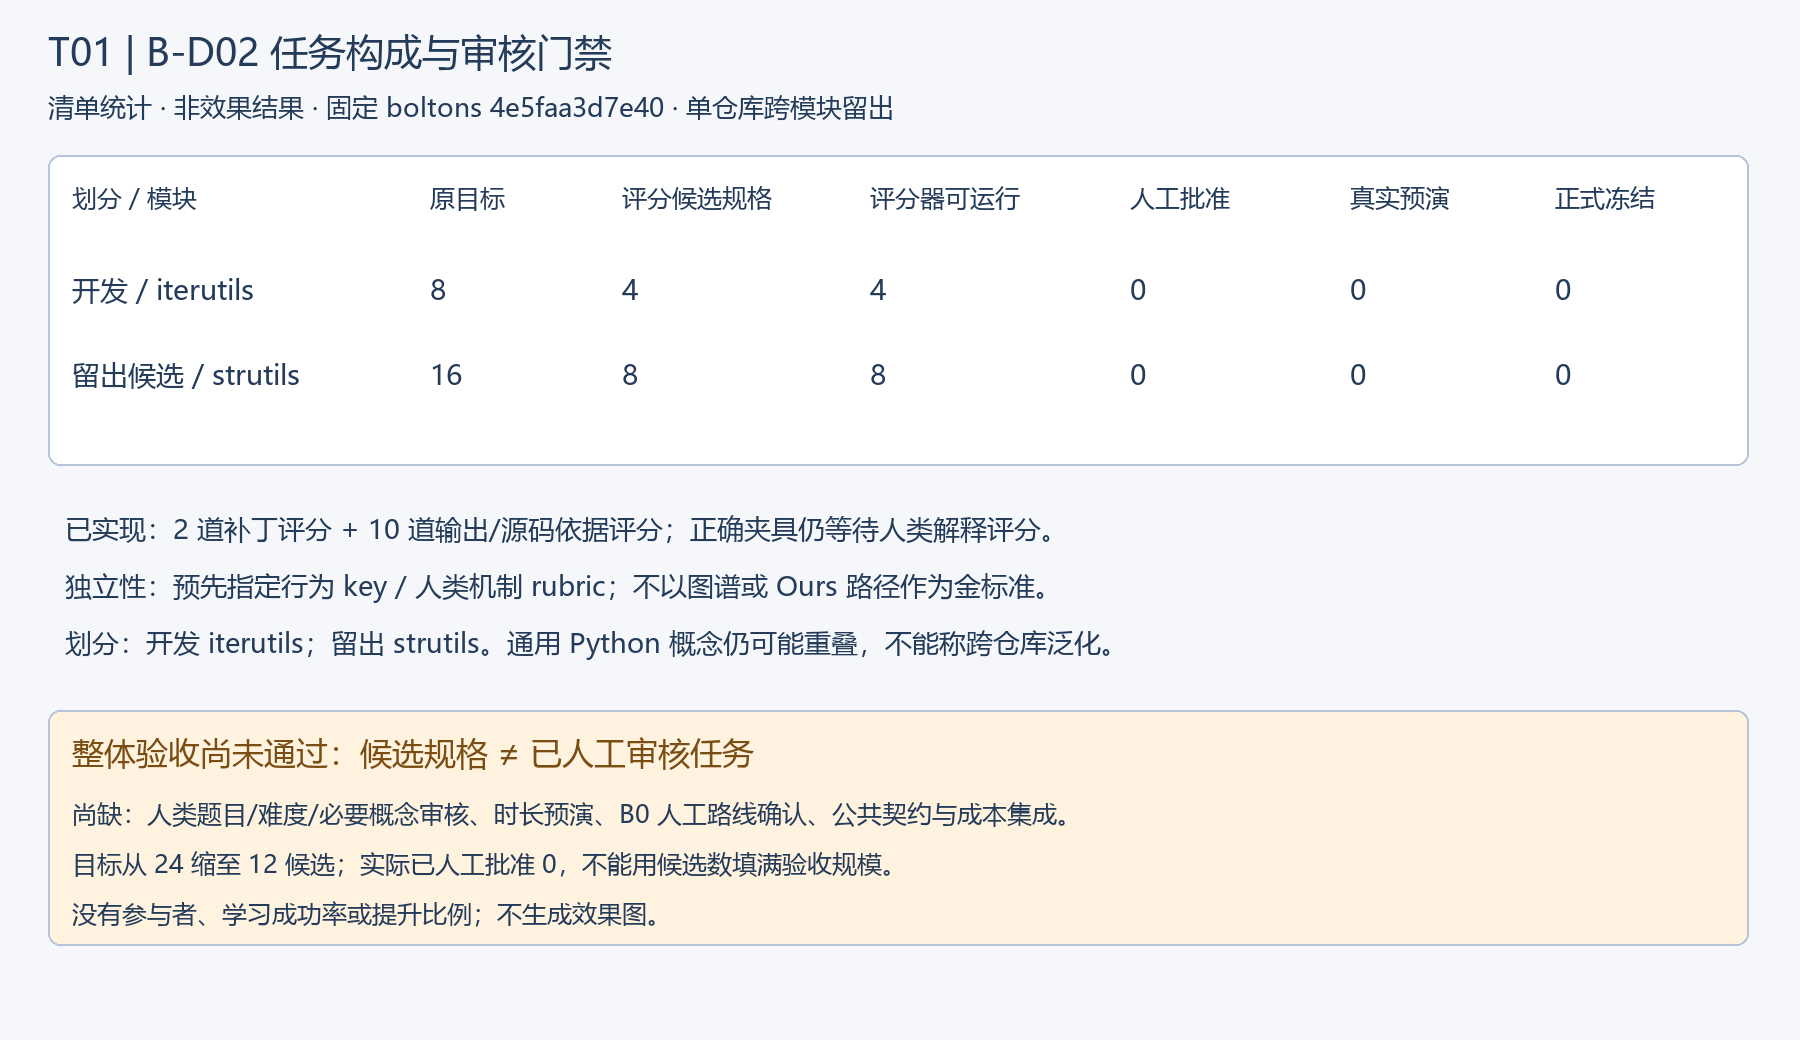 T01 | B-D02 任务构成与审核门禁
清单统计 · 非效果结果 · 固定 boltons 4e5faa3d7e40 · 单仓库跨模块留出
划分 / 模块 原目标 评分候选规格 评分器可运行 人工批准 真实预演 正式冻结
开发 / iterutils 8 4 4 0 0 0
留出候选 / strutils 16 8 8 0 0 0
已实现：2 道补丁评分 + 10 道输出/源码依据评分；正确夹具仍等待人类解释评分。
独立性：预先指定行为 key / 人类机制 rubric；不以图谱或 Ours 路径作为金标准。
划分：开发 iterutils；留出 strutils。通用 Python 概念仍可能重叠，不能称跨仓库泛化。
整体验收尚未通过：候选规格 ≠ 已人工审核任务
尚缺：人类题目/难度/必要概念审核、时长预演、B0 人工路线确认、公共契约与成本集成。
目标从 24 缩至 12 候选；实际已人工批准 0，不能用候选数填满验收规模。
没有参与者、学习成功率或提升比例；不生成效果图。